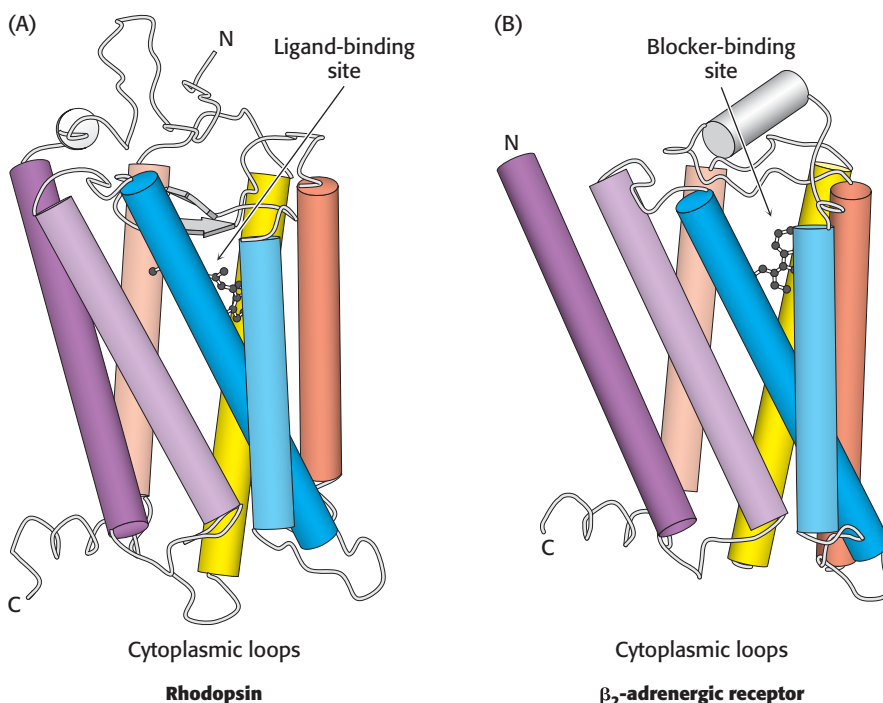 (A)
N
Ligand-binding
site
C
Cytoplasmic loops
Rhodopsin
(B)
Blocker-binding
site
N
C
Cytoplasmic loops
β₂-adrenergic receptor